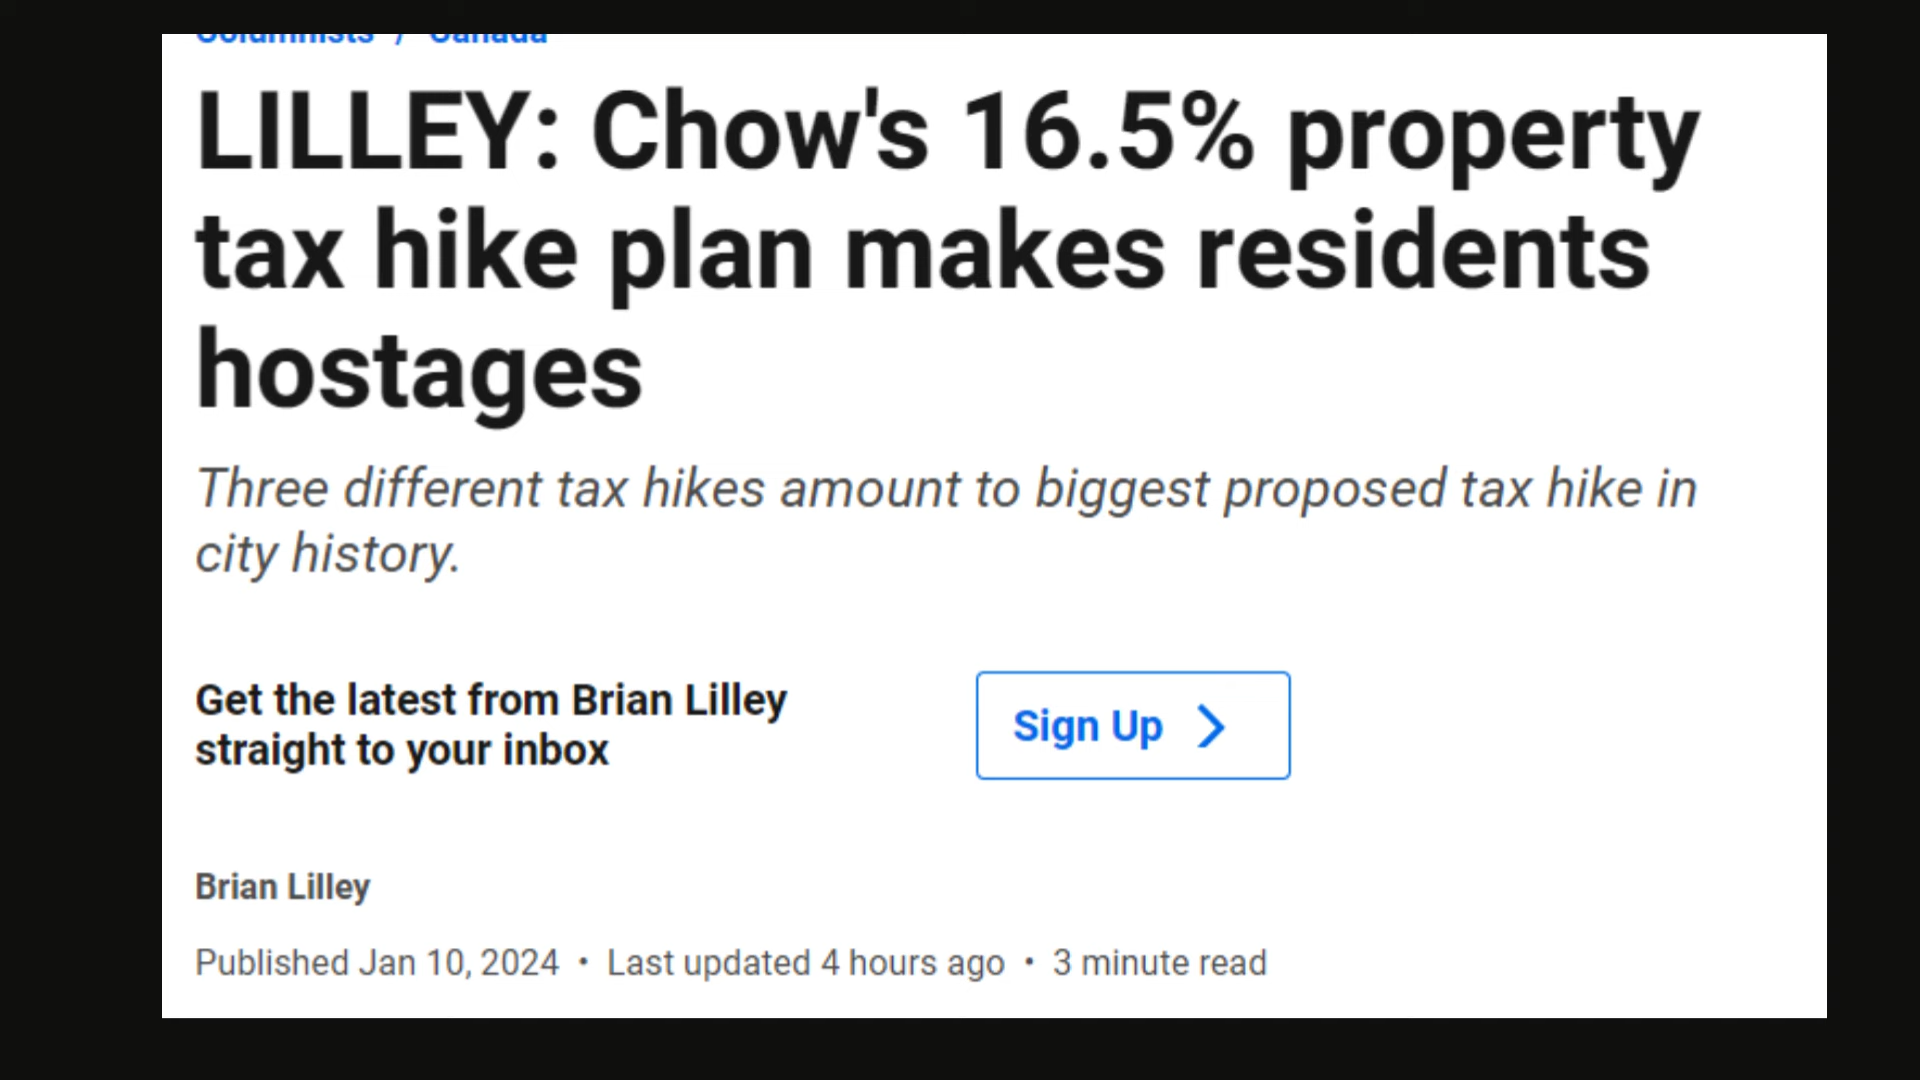 Columnists / Canada
LILLEY: Chow's 16.5% property
tax hike plan makes residents
hostages
Three different tax hikes amount to biggest proposed tax hike in
city history.
Get the latest from Brian Lilley
straight to your inbox
Sign Up
Brian Lilley
Published Jan 10, 2024 • Last updated 4 hours ago • 3 minute read